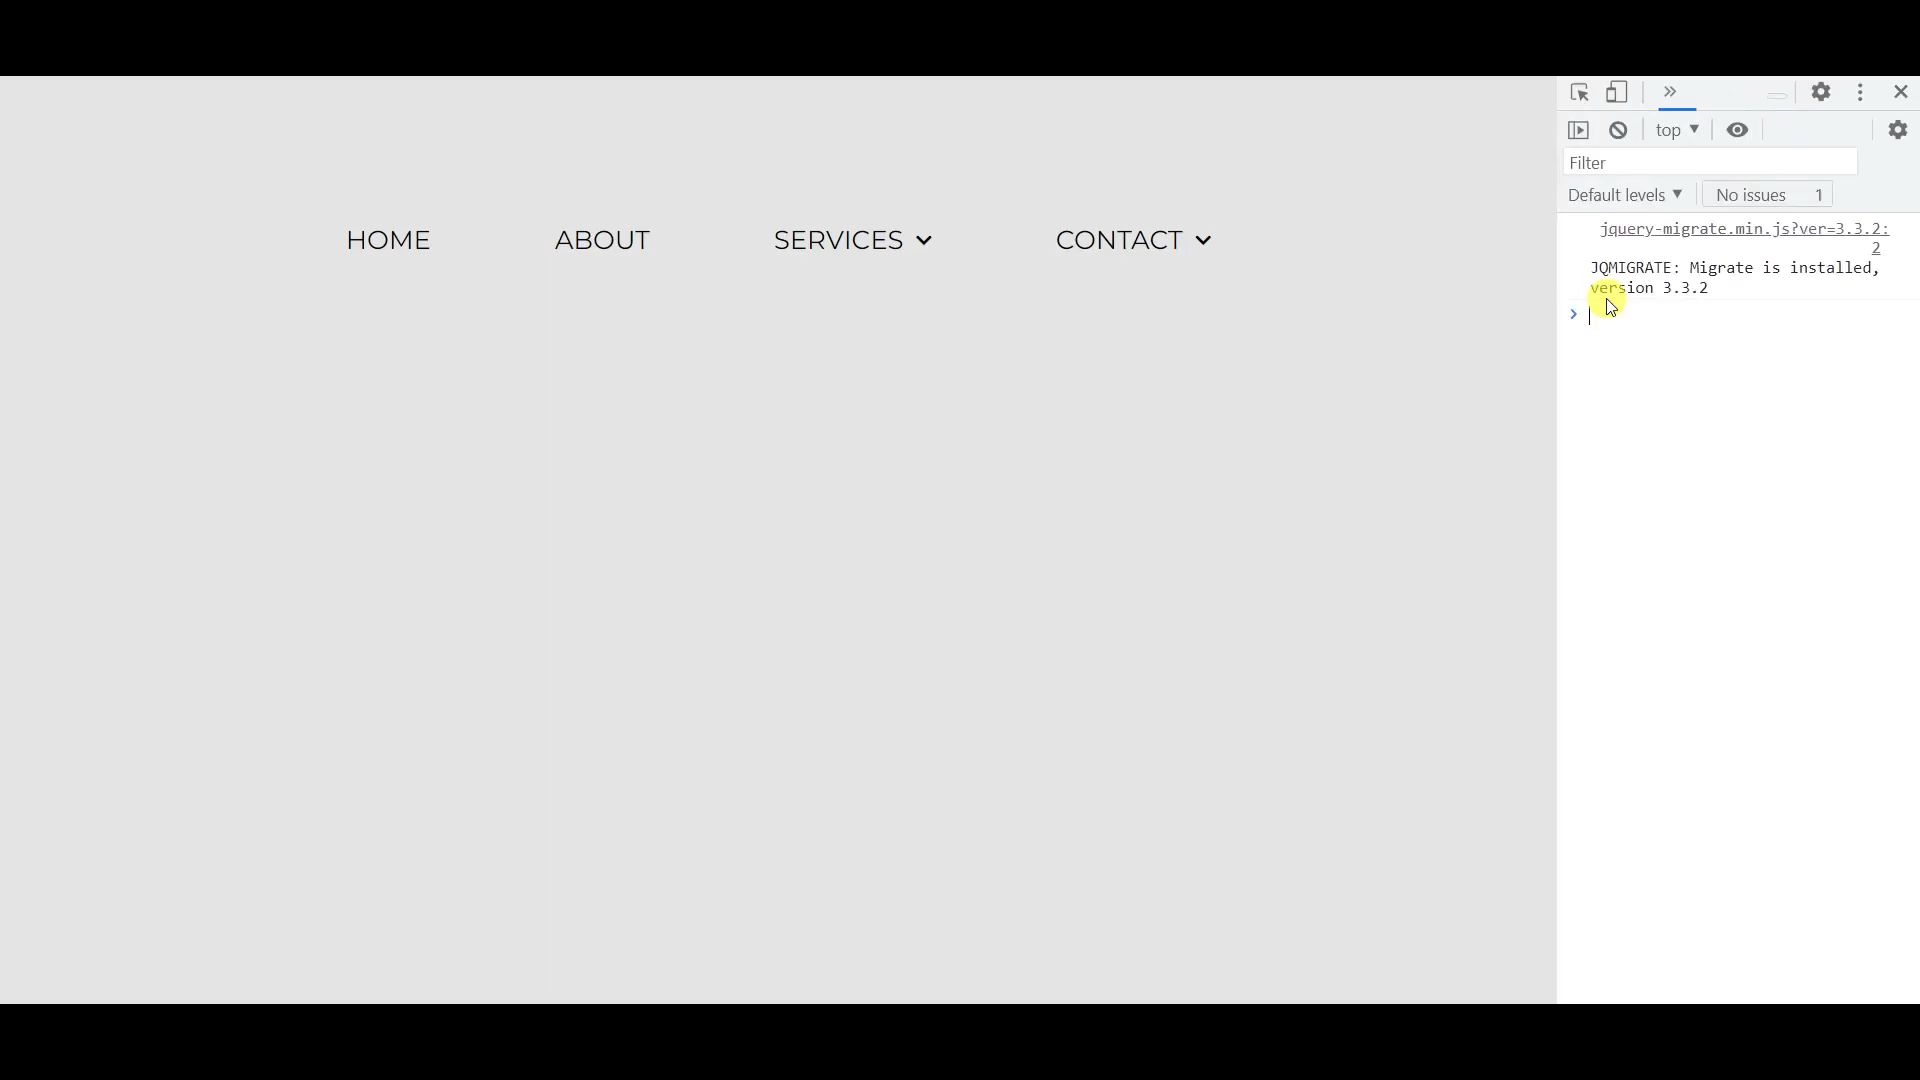 HOME ABOUT SERVICES CONTACT
top
Filter
Default levels No issues 1
jquery-migrate.min.js?ver=3.3.2:
2
JQMIGRATE: Migrate is installed,
version 3.3.2